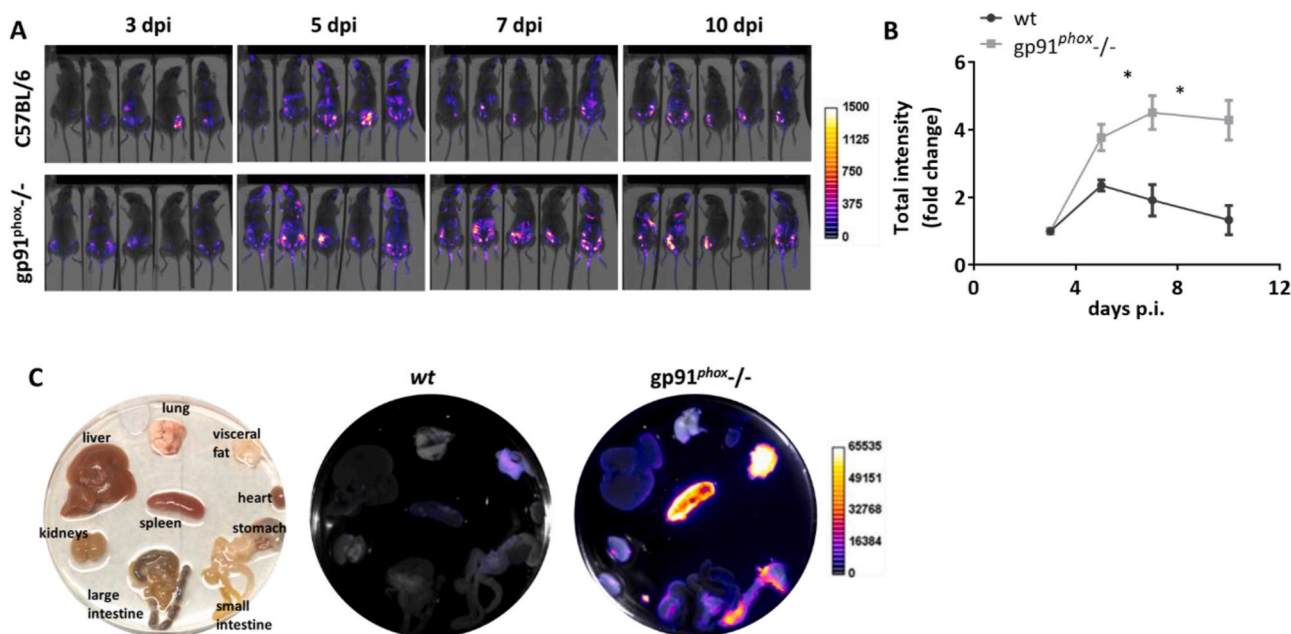 A
3 dpi
5 dpi
7 dpi
10 dpi
C57BL/6
gp91phox-/-
1500
1125
750
375
0
B
wt
gp91phox-/-
*
*
Total intensity
(fold change)
6
4
2
0
0
4
8
12
days p.i.
C
lung
liver
visceral
fat
heart
spleen
stomach
kidneys
large
intestine
small
intestine
wt
gp91phox-/-
65535
49151
32768
16384
0